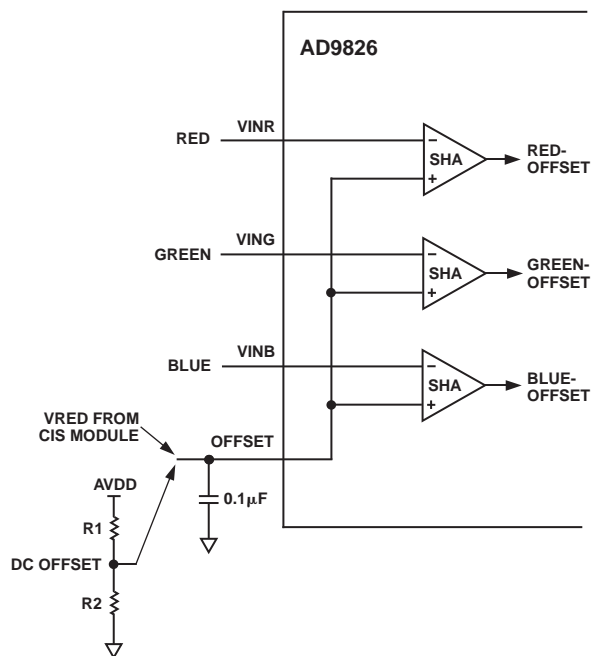 AD9826
VINR
RED
SHA
RED-
OFFSET
VING
GREEN
SHA
GREEN-
OFFSET
VINB
BLUE
SHA
BLUE-
OFFSET
VRED FROM
CIS MODULE
OFFSET
AVDD
0.1µF
R1
DC OFFSET
R2